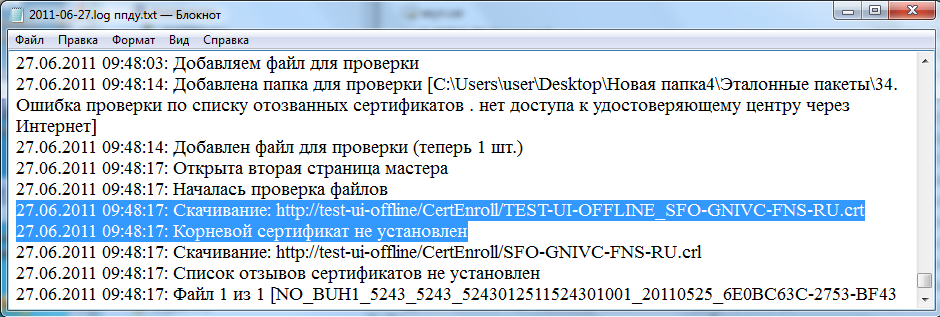 2011-06-27.log ппду.txt — Блокнот
Файл Правка Формат Вид Справка
27.06.2011 09:48:03: Добавляем файл для проверки
27.06.2011 09:48:14: Добавлена папка для проверки [C:\Users\user\Desktop\Новая папка4\Эталонные пакеты\34.
Ошибка проверки по списку отозванных сертификатов . нет доступа к удостоверяющему центру через
Интернет]
27.06.2011 09:48:14: Добавлен файл для проверки (теперь 1 шт.)
27.06.2011 09:48:17: Открыта вторая страница мастера
27.06.2011 09:48:17: Началась проверка файлов
27.06.2011 09:48:17: Скачивание: http://test-ui-offline/CertEnroll/TEST-UI-OFFLINE_SFO-GNIVC-FNS-RU.crt
27.06.2011 09:48:17: Корневой сертификат не установлен
27.06.2011 09:48:17: Скачивание: http://test-ui-offline/CertEnroll/SFO-GNIVC-FNS-RU.crl
27.06.2011 09:48:17: Список отзывов сертификатов не установлен
27.06.2011 09:48:17: Файл 1 из 1 [NO_BUH1_5243_5243_5243012511524301001_20110525_6E0BC63C-2753-BF43